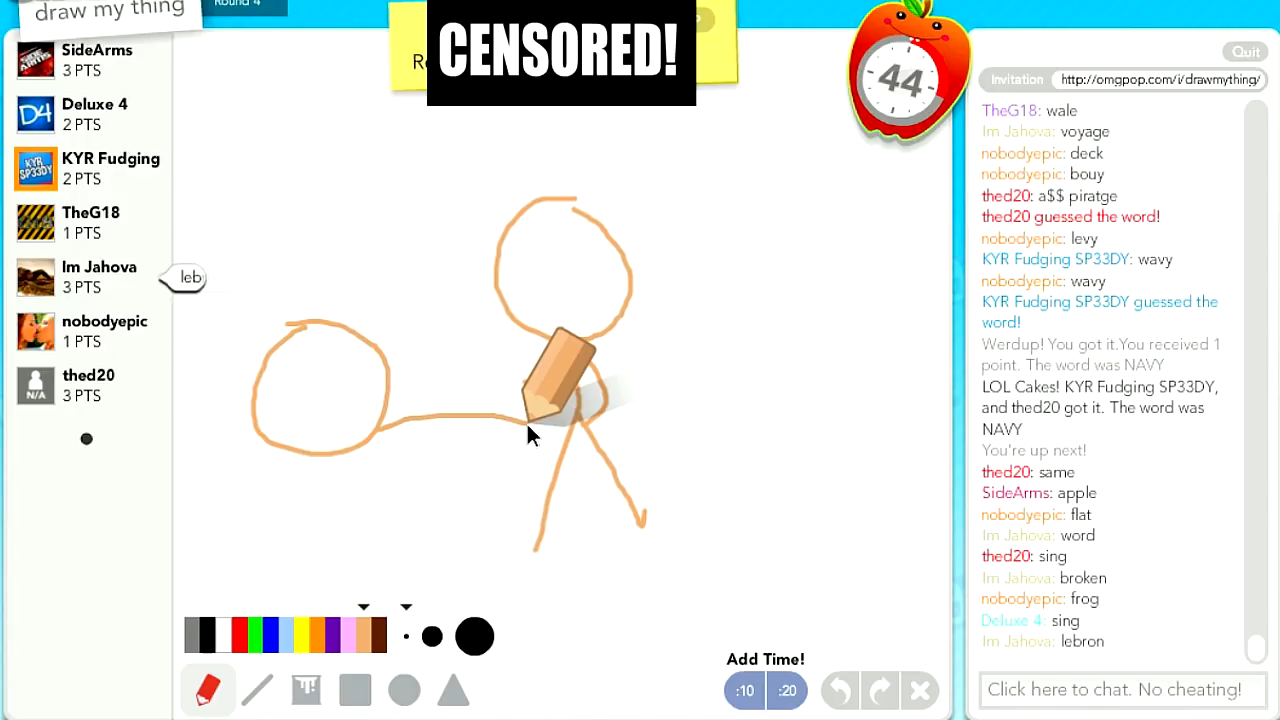 draw my thing
Round 4
SideArms
3 PTS
Deluxe 4
2 PTS
KYR Fudging
2 PTS
TheG18
1 PTS
Im Jahova
3 PTS
nobodyepic
1 PTS
thed20
3 PTS
D4
KYR
SP33DY
N/A
leb
CENSORED!
44
Quit
Invitation http://omgpop.com/i/drawmything/
TheG18: wale
Im Jahova: voyage
nobodyepic: deck
nobodyepic: bouy
thed20: a$$ piratge
thed20 guessed the word!
nobodyepic: levy
KYR Fudging SP33DY: wavy
nobodyepic: wavy
KYR Fudging SP33DY guessed the
word!
Werdup! You got it.You received 1
point. The word was NAVY
LOL Cakes! KYR Fudging SP33DY,
and thed20 got it. The word was
NAVY
You're up next!
thed20: same
SideArms: apple
nobodyepic: flat
Im Jahova: word
thed20: sing
Im Jahova: broken
nobodyepic: frog
Deluxe 4: sing
Im Jahova: lebron
Click here to chat. No cheating!
Add Time!
:10 :20